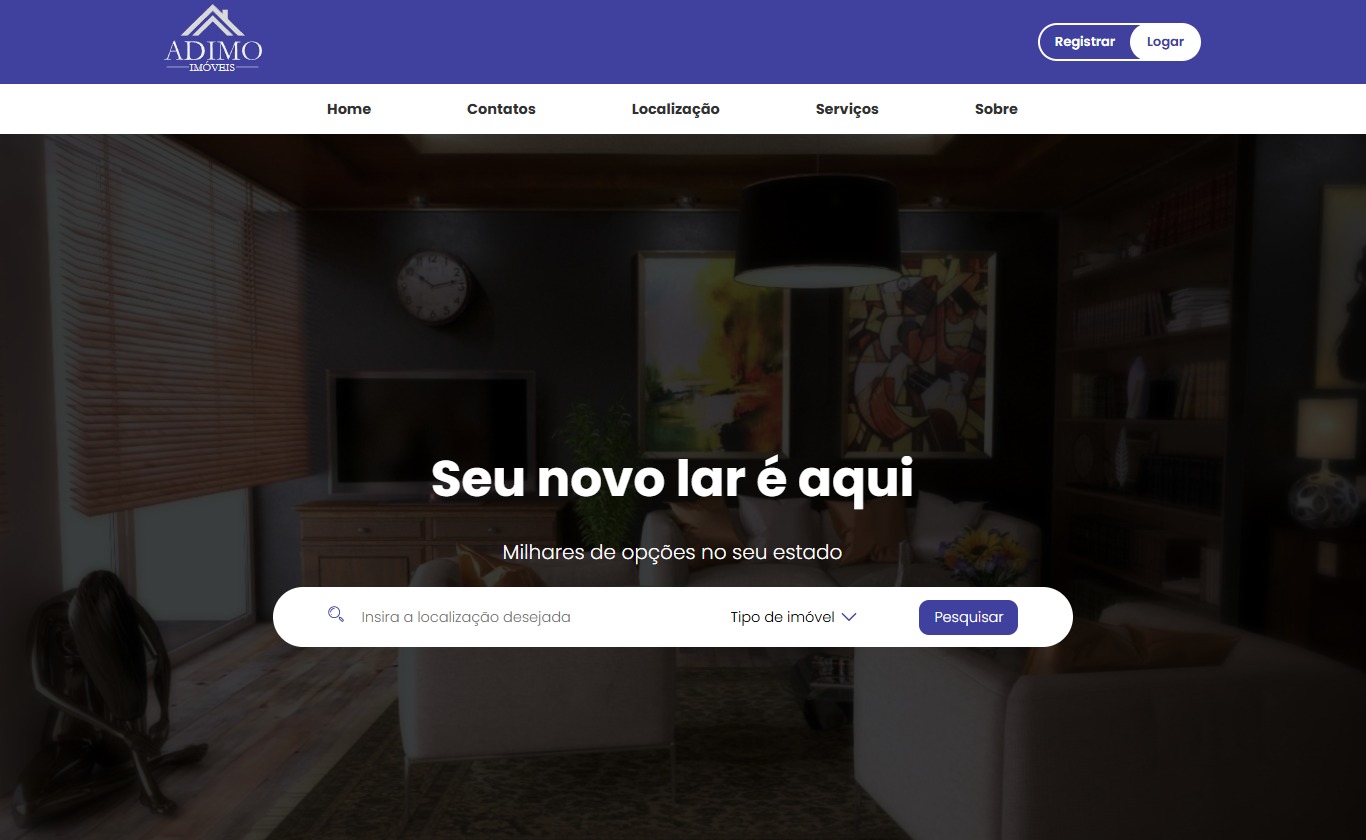 ADIMO
IMÓVEIS
Registrar Logar
Home Contatos Localização Serviços Sobre
Seu novo lar é aqui
Milhares de opções no seu estado
Insira a localização desejada Tipo de imóvel Pesquisar